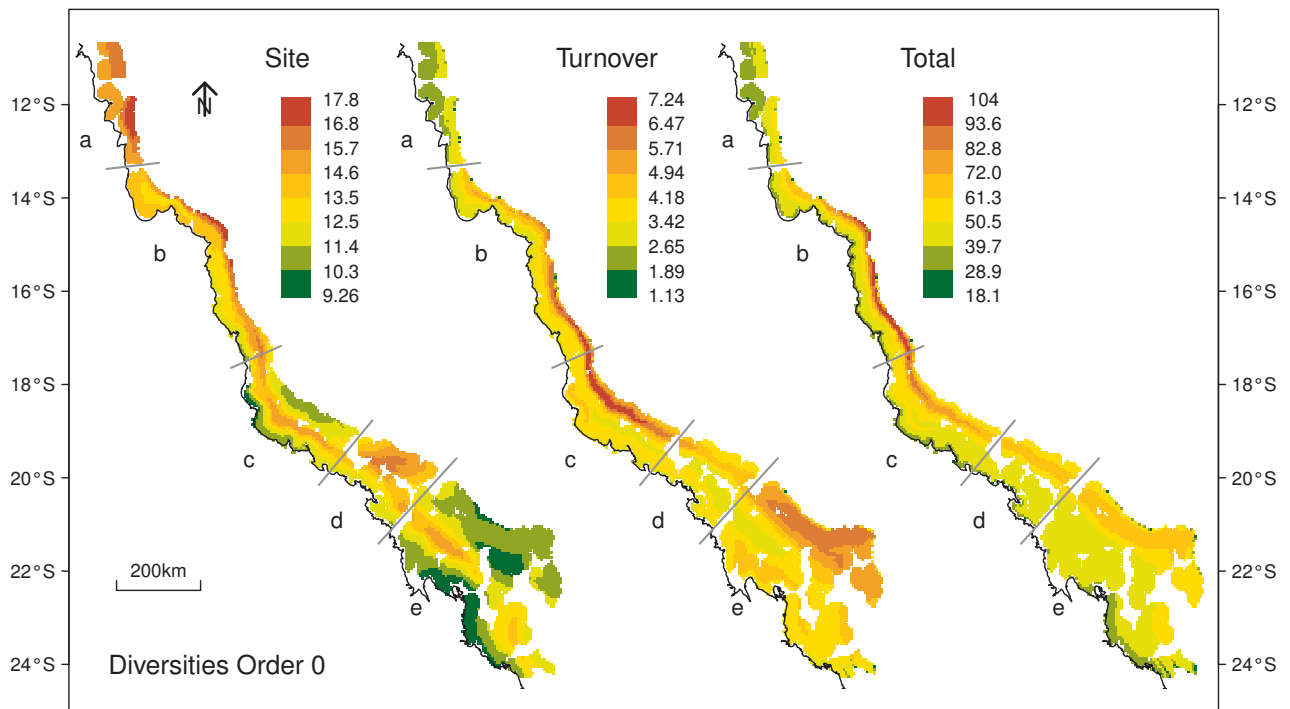 Site
Turnover
Total
N
17.8
16.8
15.7
14.6
13.5
12.5
11.4
10.3
9.26
7.24
6.47
5.71
4.94
4.18
3.42
2.65
1.89
1.13
104
93.6
82.8
72.0
61.3
50.5
39.7
28.9
18.1
12°S
14°S
16°S
18°S
20°S
22°S
24°S
12°S
14°S
16°S
18°S
20°S
22°S
24°S
a
b
c
d
e
a
b
c
d
e
a
b
c
d
e
200km
Diversities Order 0